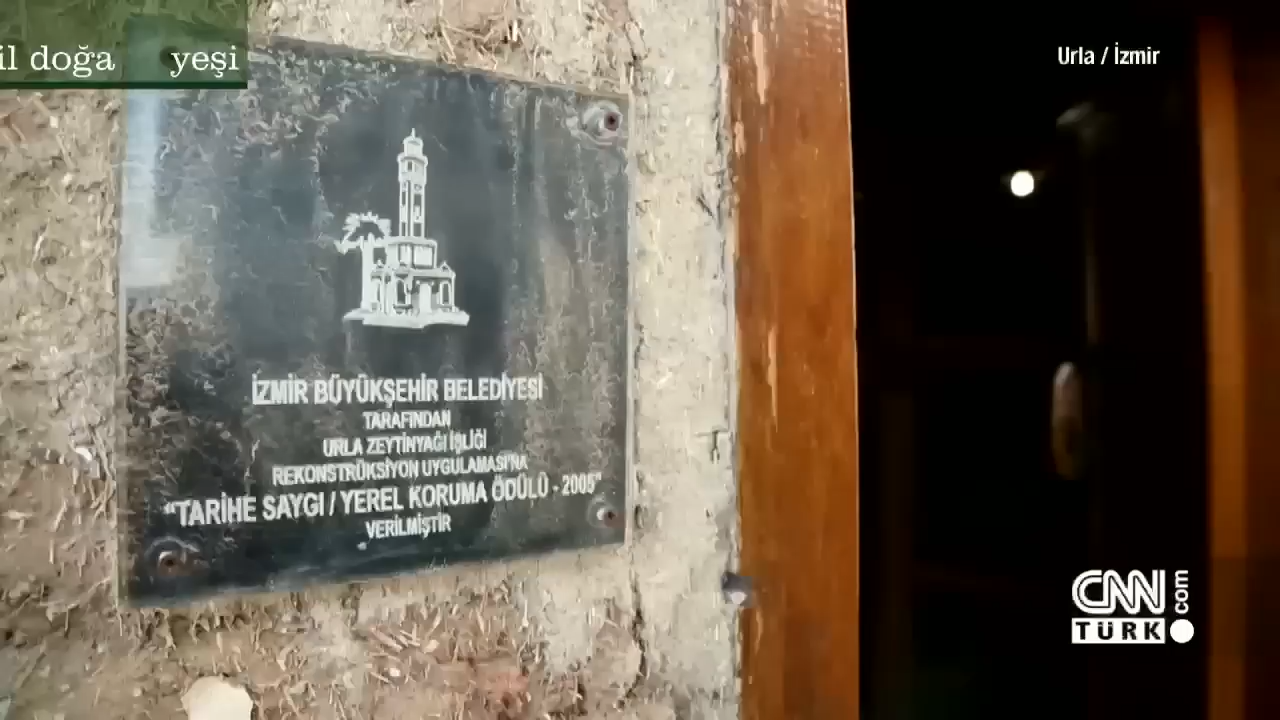 il doğa yeşi
Urla / İzmir
İZMİR BÜYÜKŞEHİR BELEDİYESİ
TARAFINDAN
URLA ZEYTİNYAĞI İŞLİĞİ
REKONSTRÜKSİYON UYGULAMASI'NA
"TARİHE SAYGI / YEREL KORUMA ÖDÜLÜ - 2005"
VERİLMİŞTİR
CNN
TÜRK
.com